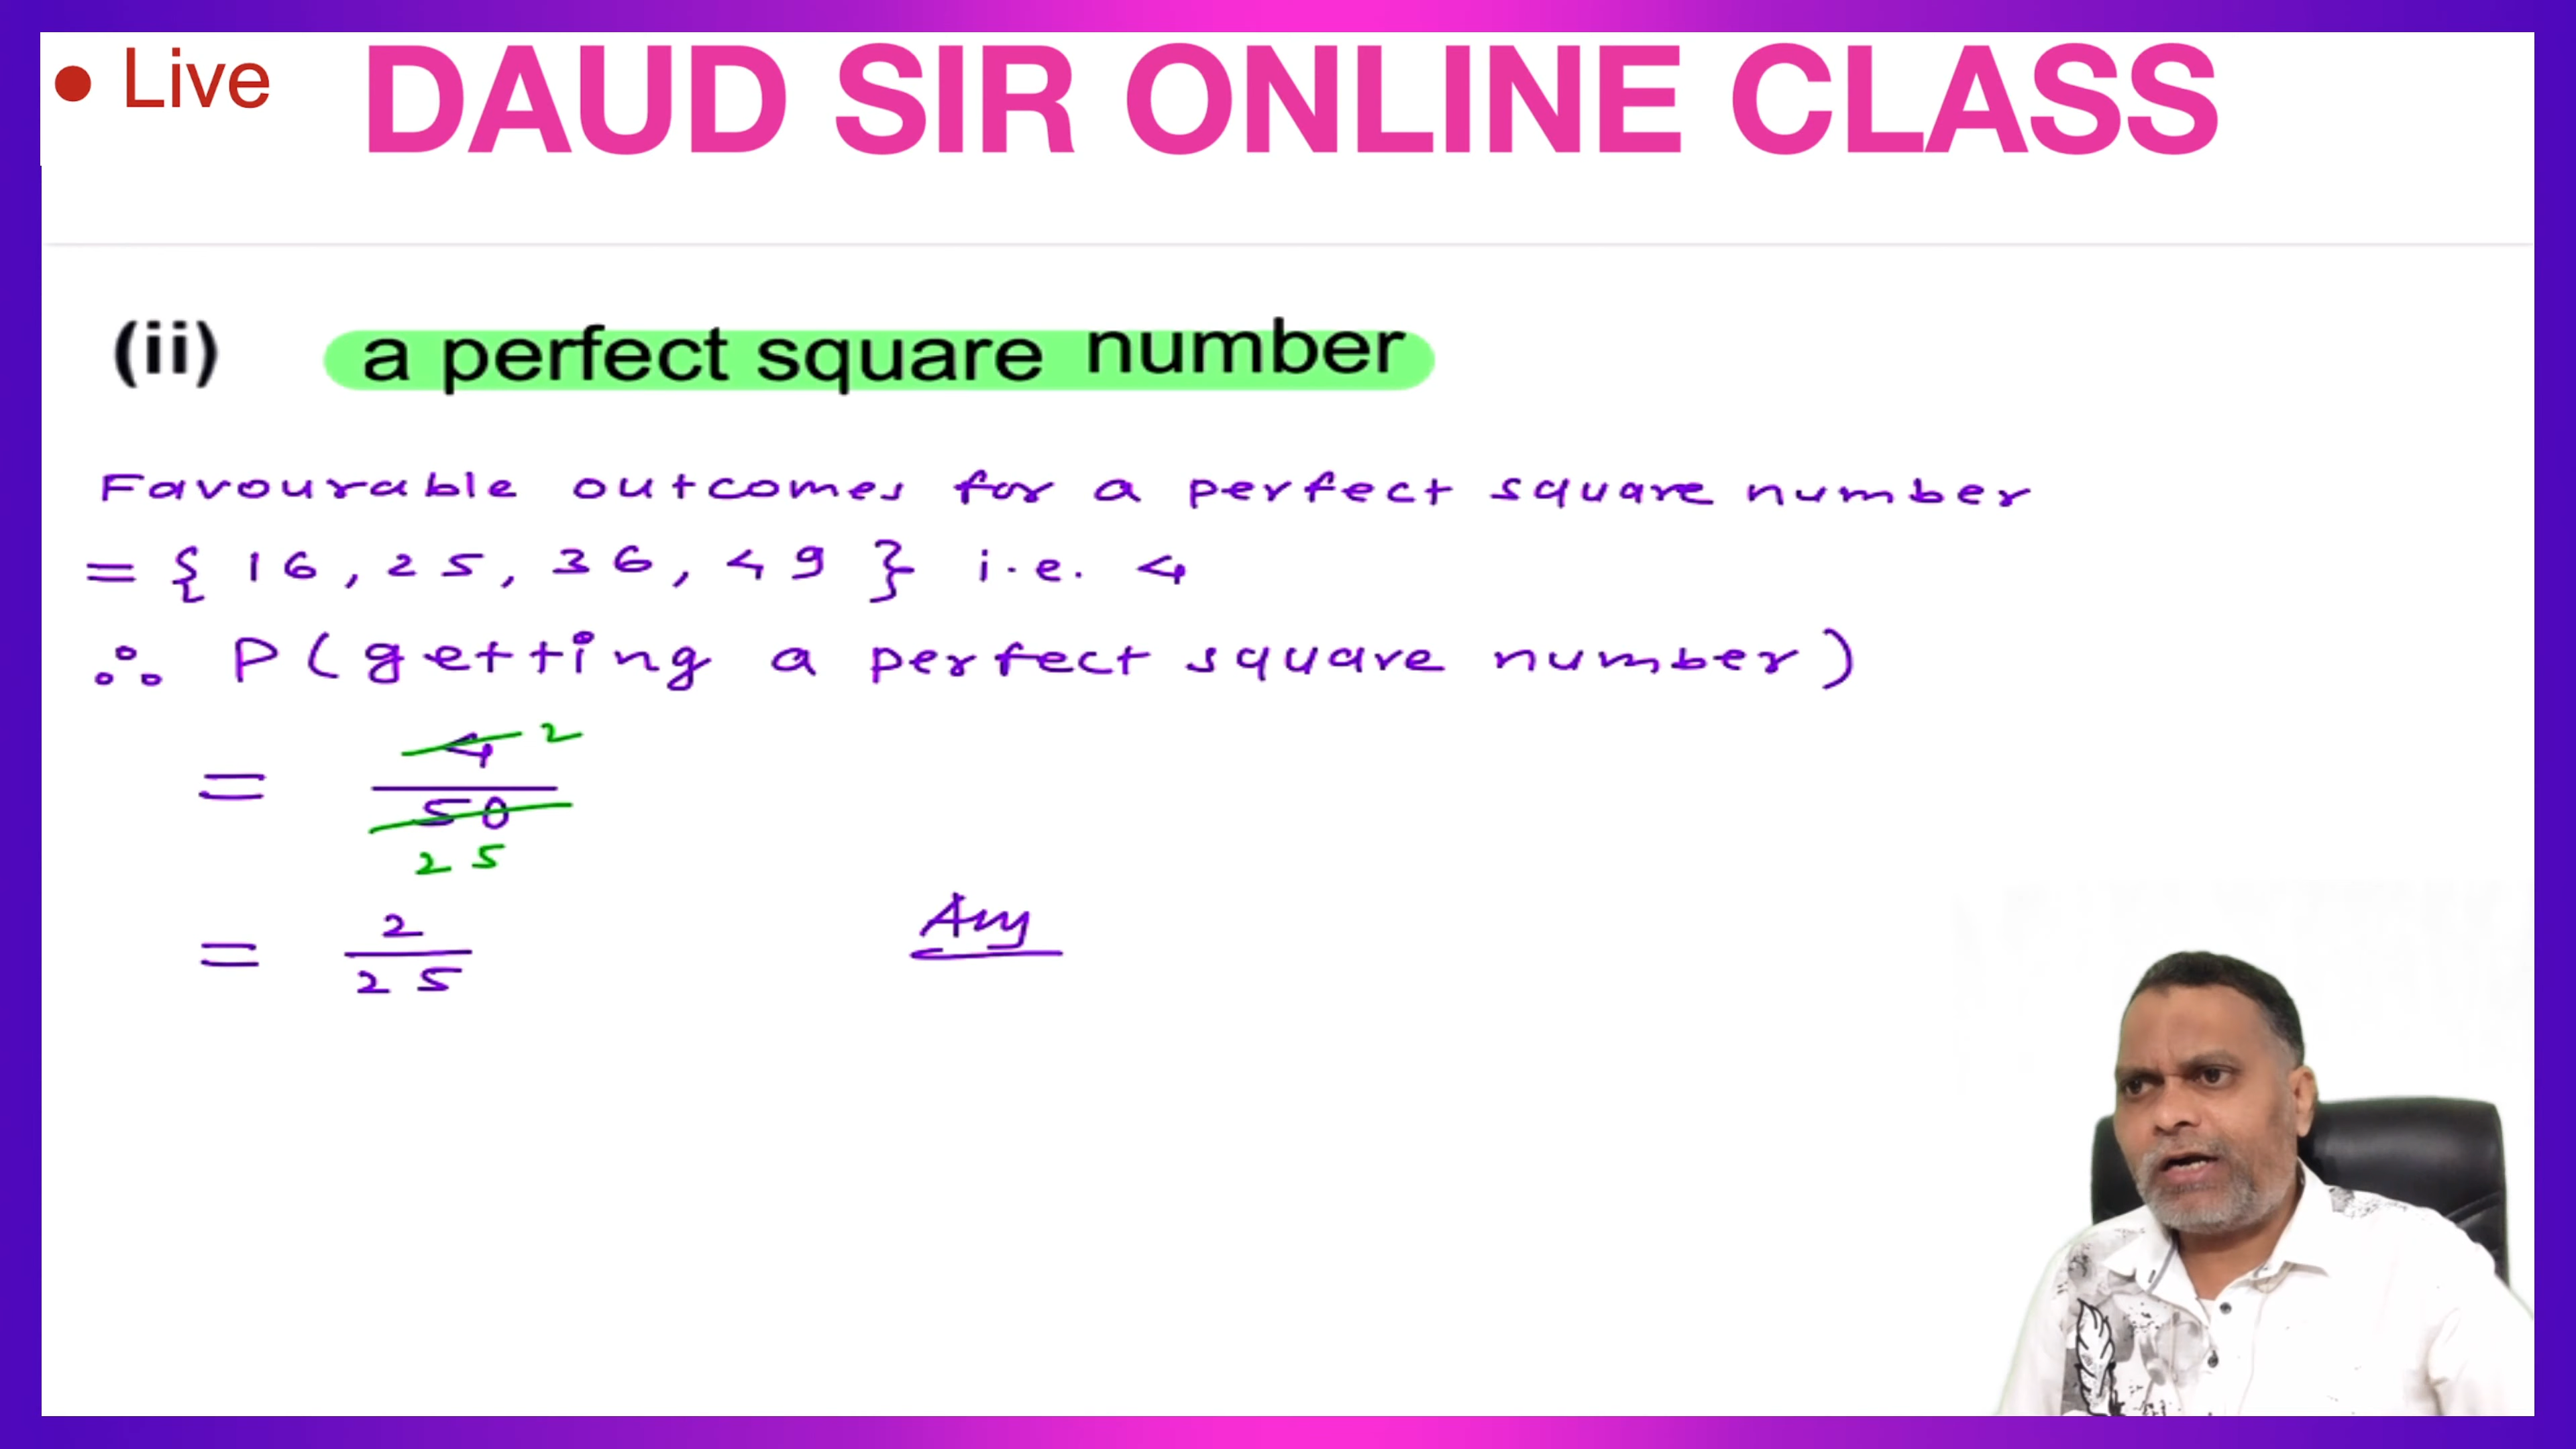 • Live DAUD SIR ONLINE CLASS
(ii) a perfect square number
Favourable outcomes for a perfect square number
= { 16, 25, 36, 49 } i.e. 4
∴ P(getting a perfect square number)
= 4/50 2 25
= 2/25 Ans